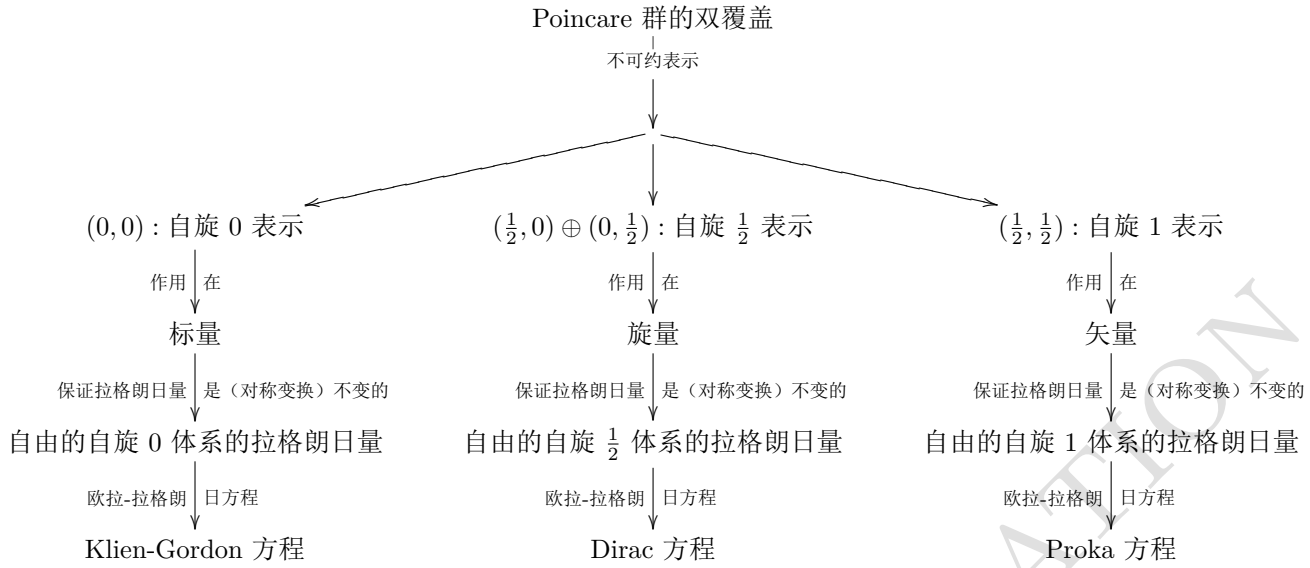 Poincare 群的双覆盖
不可约表示
(0, 0) : 自旋 0 表示
(1/2, 0) ⊕ (0, 1/2) : 自旋 1/2 表示
(1/2, 1/2) : 自旋 1 表示
作用 在
作用 在
作用 在
标量
旋量
矢量
保证拉格朗日量 是（对称变换）不变的
保证拉格朗日量 是（对称变换）不变的
保证拉格朗日量 是（对称变换）不变的
自由的自旋 0 体系的拉格朗日量
自由的自旋 1/2 体系的拉格朗日量
自由的自旋 1 体系的拉格朗日量
欧拉-拉格朗 日方程
欧拉-拉格朗 日方程
欧拉-拉格朗 日方程
Klien-Gordon 方程
Dirac 方程
Proka 方程
ATION